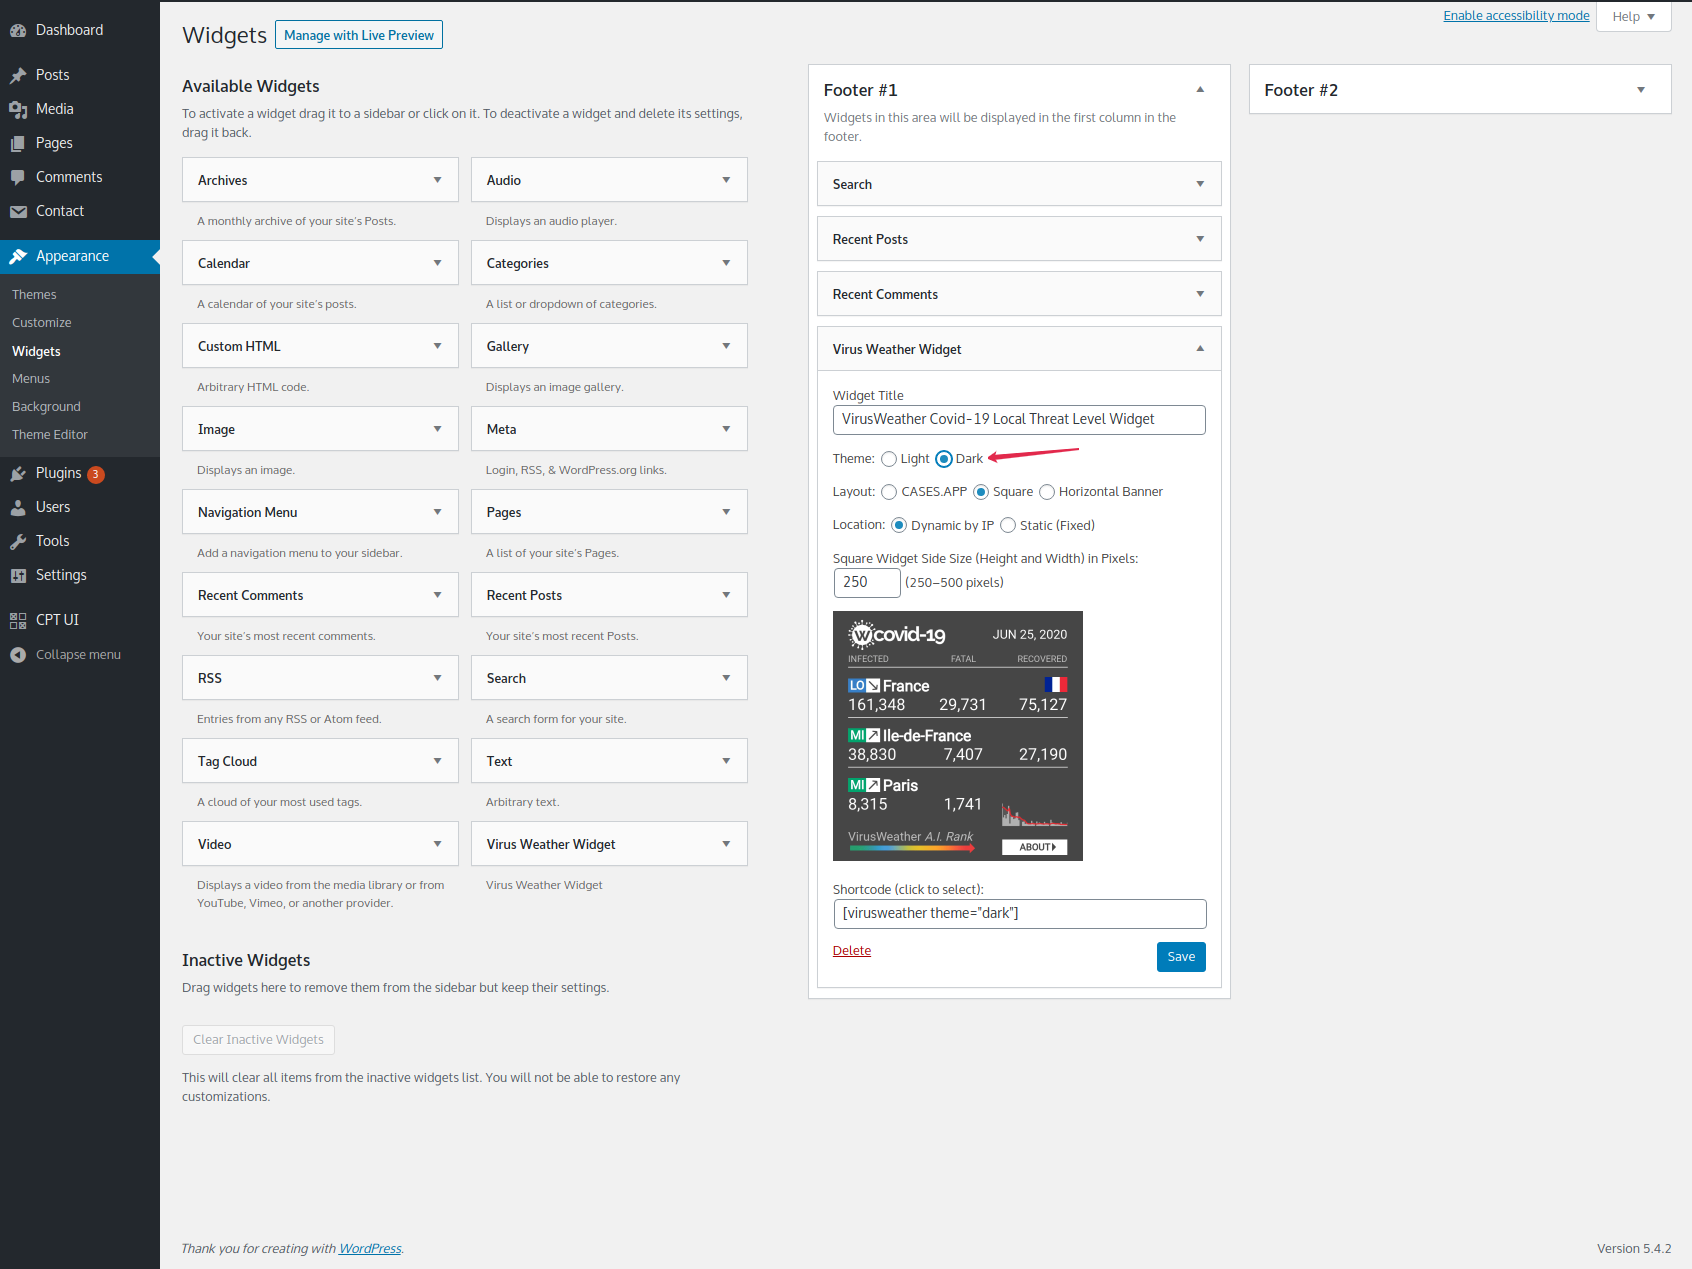 Dashboard
Posts
Media
Pages
Comments
Contact
Appearance
Themes
Customize
Widgets
Menus
Background
Theme Editor
Plugins 3
Users
Tools
Settings
CPT UI
Collapse menu
Enable accessibility mode
Help
Widgets
Manage with Live Preview
Available Widgets
To activate a widget drag it to a sidebar or click on it. To deactivate a widget and delete its settings,
drag it back.
Archives
Audio
A monthly archive of your site's Posts.
Displays an audio player.
Calendar
Categories
A calendar of your site's posts.
A list or dropdown of categories.
Custom HTML
Gallery
Arbitrary HTML code.
Displays an image gallery.
Image
Meta
Displays an image.
Login, RSS, & WordPress.org links.
Navigation Menu
Pages
Add a navigation menu to your sidebar.
A list of your site's Pages.
Recent Comments
Recent Posts
Your site's most recent comments.
Your site's most recent Posts.
RSS
Search
Entries from any RSS or Atom feed.
A search form for your site.
Tag Cloud
Text
A cloud of your most used tags.
Arbitrary text.
Video
Virus Weather Widget
Displays a video from the media library or from
YouTube, Vimeo, or another provider.
Virus Weather Widget
Inactive Widgets
Drag widgets here to remove them from the sidebar but keep their settings.
Clear Inactive Widgets
This will clear all items from the inactive widgets list. You will not be able to restore any
customizations.
Footer #1
Widgets in this area will be displayed in the first column in the
footer.
Search
Recent Posts
Recent Comments
Virus Weather Widget
Widget Title
VirusWeather Covid-19 Local Threat Level Widget
Theme: Light Dark
Layout: CASES.APP Square Horizontal Banner
Location: Dynamic by IP Static (Fixed)
Square Widget Side Size (Height and Width) in Pixels:
250 (250–500 pixels)
W covid-19 JUN 25, 2020
INFECTED FATAL RECOVERED
LO France
161,348 29,731 75,127
MI Ile-de-France
38,830 7,407 27,190
MI Paris
8,315 1,741
VirusWeather A.I. Rank
ABOUT
Shortcode (click to select):
[virusweather theme="dark"]
Delete
Save
Footer #2
Thank you for creating with WordPress.
Version 5.4.2